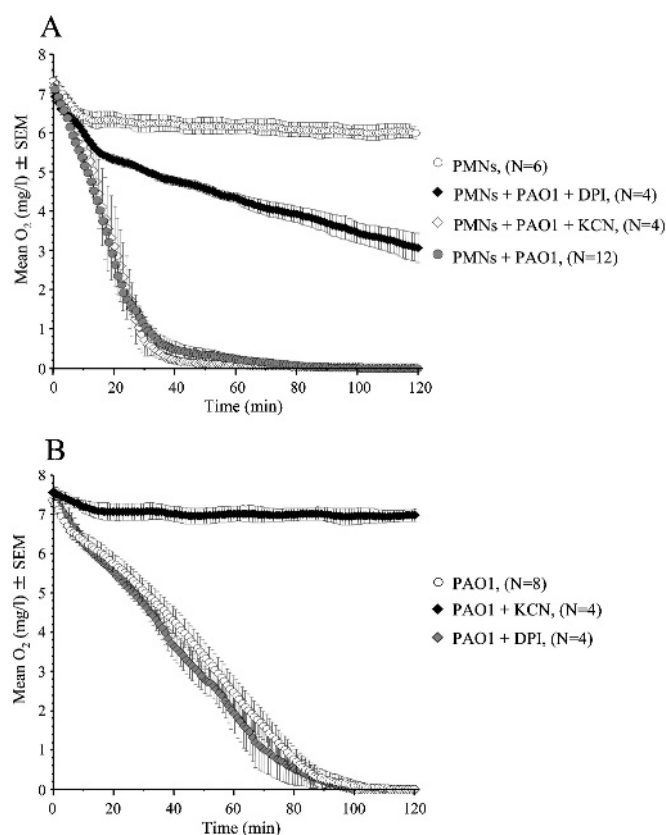 A
8
7
6
5
4
3
2
1
0
Mean O₂ (mg/l) ± SEM
0 20 40 60 80 100 120
Time (min)
PMNs, (N=6)
PMNs + PAO1 + DPI, (N=4)
PMNs + PAO1 + KCN, (N=4)
PMNs + PAO1, (N=12)
B
8
7
6
5
4
3
2
1
0
Mean O₂ (mg/l) ± SEM
0 20 40 60 80 100 120
Time (min)
PAO1, (N=8)
PAO1 + KCN, (N=4)
PAO1 + DPI, (N=4)